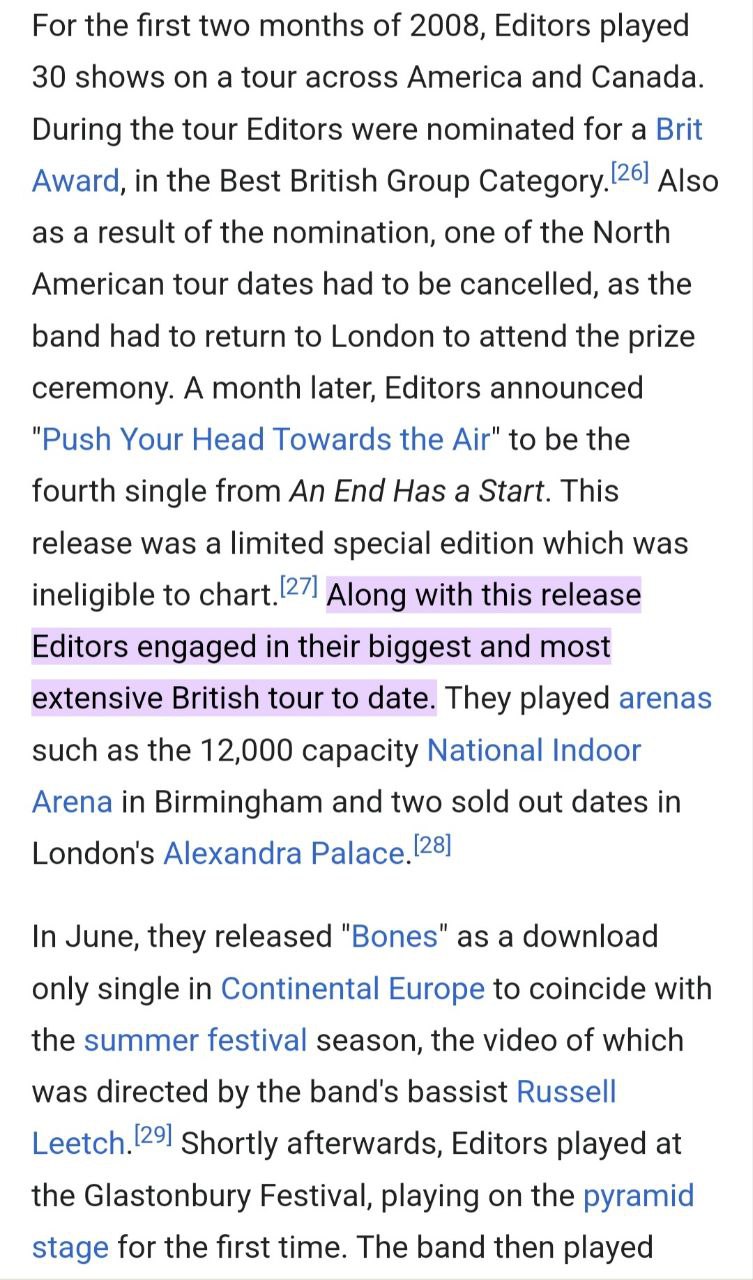 For the first two months of 2008, Editors played
30 shows on a tour across America and Canada.
During the tour Editors were nominated for a Brit
Award, in the Best British Group Category.[26] Also
as a result of the nomination, one of the North
American tour dates had to be cancelled, as the
band had to return to London to attend the prize
ceremony. A month later, Editors announced
"Push Your Head Towards the Air" to be the
fourth single from An End Has a Start. This
release was a limited special edition which was
ineligible to chart.[27] Along with this release
Editors engaged in their biggest and most
extensive British tour to date. They played arenas
such as the 12,000 capacity National Indoor
Arena in Birmingham and two sold out dates in
London's Alexandra Palace.[28]
In June, they released "Bones" as a download
only single in Continental Europe to coincide with
the summer festival season, the video of which
was directed by the band's bassist Russell
Leetch.[29] Shortly afterwards, Editors played at
the Glastonbury Festival, playing on the pyramid
stage for the first time. The band then played